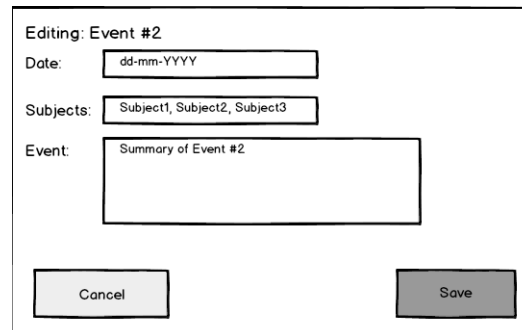 Editing: Event #2
Date: dd-mm-YYYY
Subjects: Subject1, Subject2, Subject3
Event: Summary of Event #2
Cancel Save